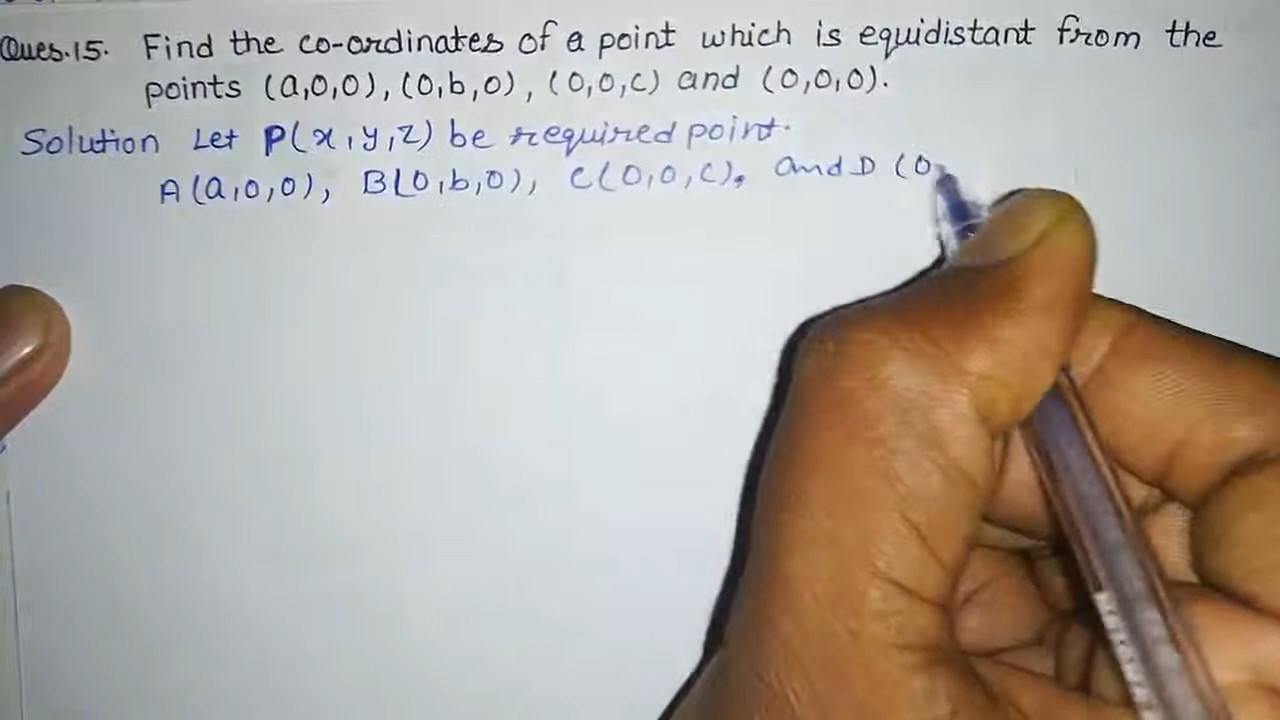 Ques.15. Find the co-ordinates of a point which is equidistant from the
points (a,0,0), (0,b,0), (0,0,c) and (0,0,0).
Solution Let P(x,y,z) be required point.
A(a,0,0), B(0,b,0), C(0,0,c), and D (0